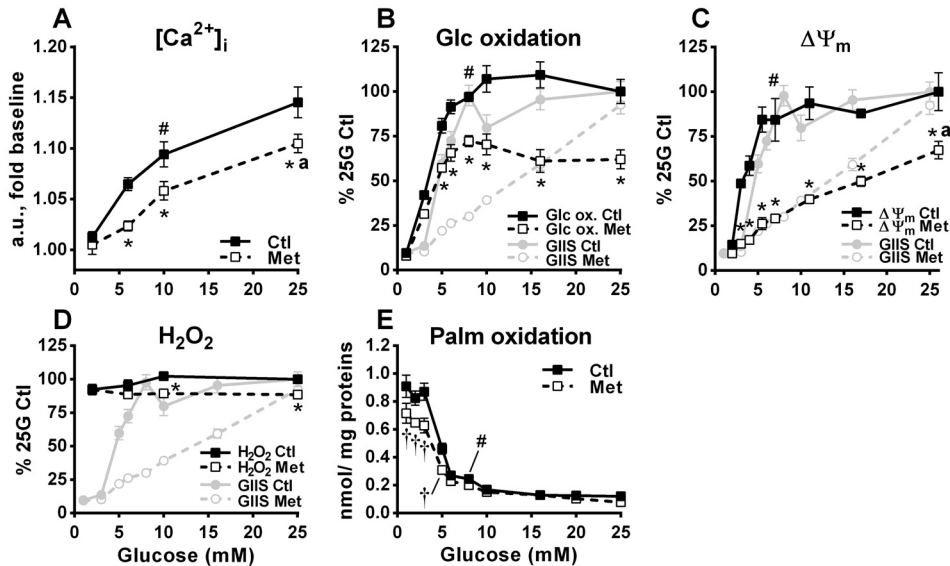 A
[Ca2+]i
a.u., fold baseline
1.20
1.15
1.10
1.05
1.00
#
*
*
* a
Ctl
Met
0 5 10 15 20 25
B
Glc oxidation
% 25G Ctl
125
100
75
50
25
0
#
* * * * * *
Glc ox. Ctl
Glc ox. Met
GIIS Ctl
GIIS Met
0 5 10 15 20 25
C
ΔΨm
% 25G Ctl
125
100
75
50
25
0
#
* * * * * * * a
ΔΨm Ctl
ΔΨm Met
GIIS Ctl
GIIS Met
0 5 10 15 20 25
D
H2O2
% 25G Ctl
125
100
75
50
25
0
*
*
H2O2 Ctl
H2O2 Met
GIIS Ctl
GIIS Met
0 5 10 15 20 25
Glucose (mM)
E
Palm oxidation
nmol/ mg proteins
1.2
1.0
0.8
0.6
0.4
0.2
0.0
Ctl
Met
†††
†
#
0 5 10 15 20 25
Glucose (mM)